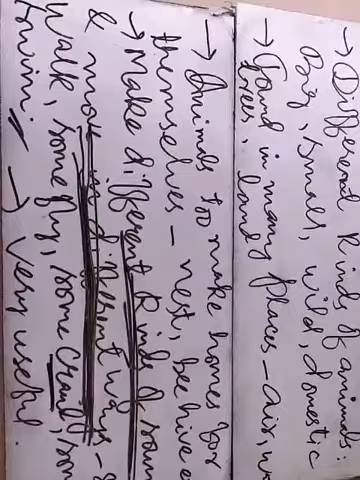 → Different Kinds of animals:
Big, small, wild, domestic
→ Found in many places - air, w
trees, land
→ Animals too make homes for
themselves - nest, beehive e
→ Make different Kinds of soun
& move in different ways - s
walk, some fly, some crawl, som
swim. → Very useful.